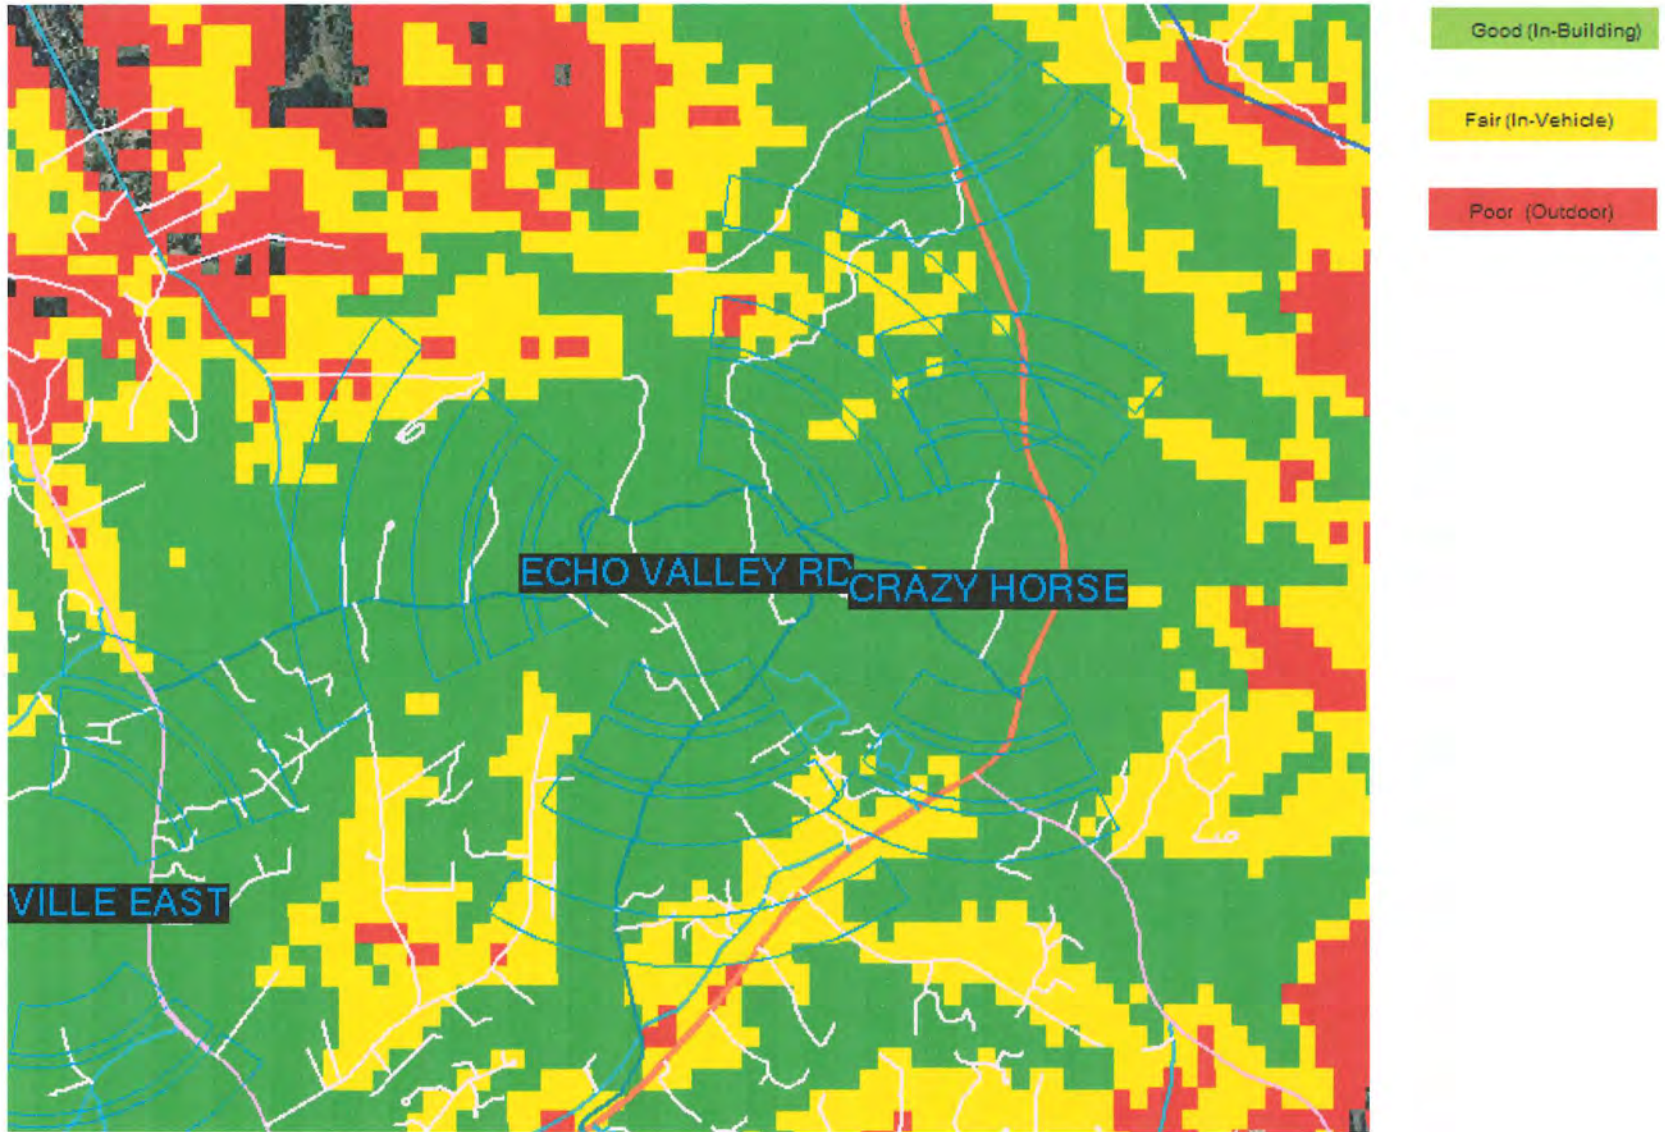 Good (In-Building)
Fair (In-Vehicle)
Poor (Outdoor)
ECHO VALLEY RD
CRAZY HORSE
VILLE EAST